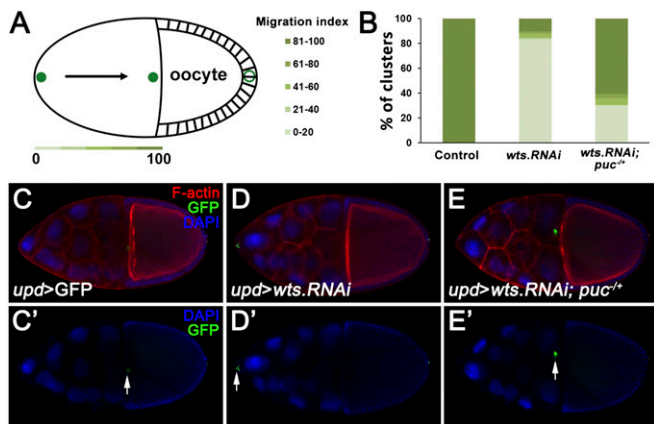 A
Migration index
81-100
61-80
41-60
21-40
0-20
oocyte
0 100
B
% of clusters
100
80
60
40
20
0
Control
wts.RNAi
wts.RNAi;
puc-/+
C
F-actin
GFP
DAPI
upd>GFP
D
upd>wts.RNAi
E
upd>wts.RNAi; puc-/+
C'
DAPI
GFP
D'
E'